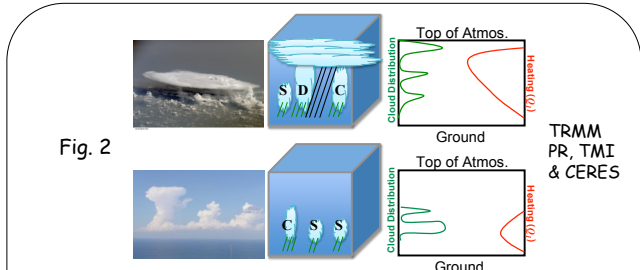 Fig. 2
S D C
Top of Atmos.
Cloud Distribution
Heating (Q₁)
Ground
C S S
Top of Atmos.
Cloud Distribution
Heating (Q₁)
Ground
TRMM
PR, TMI
& CERES